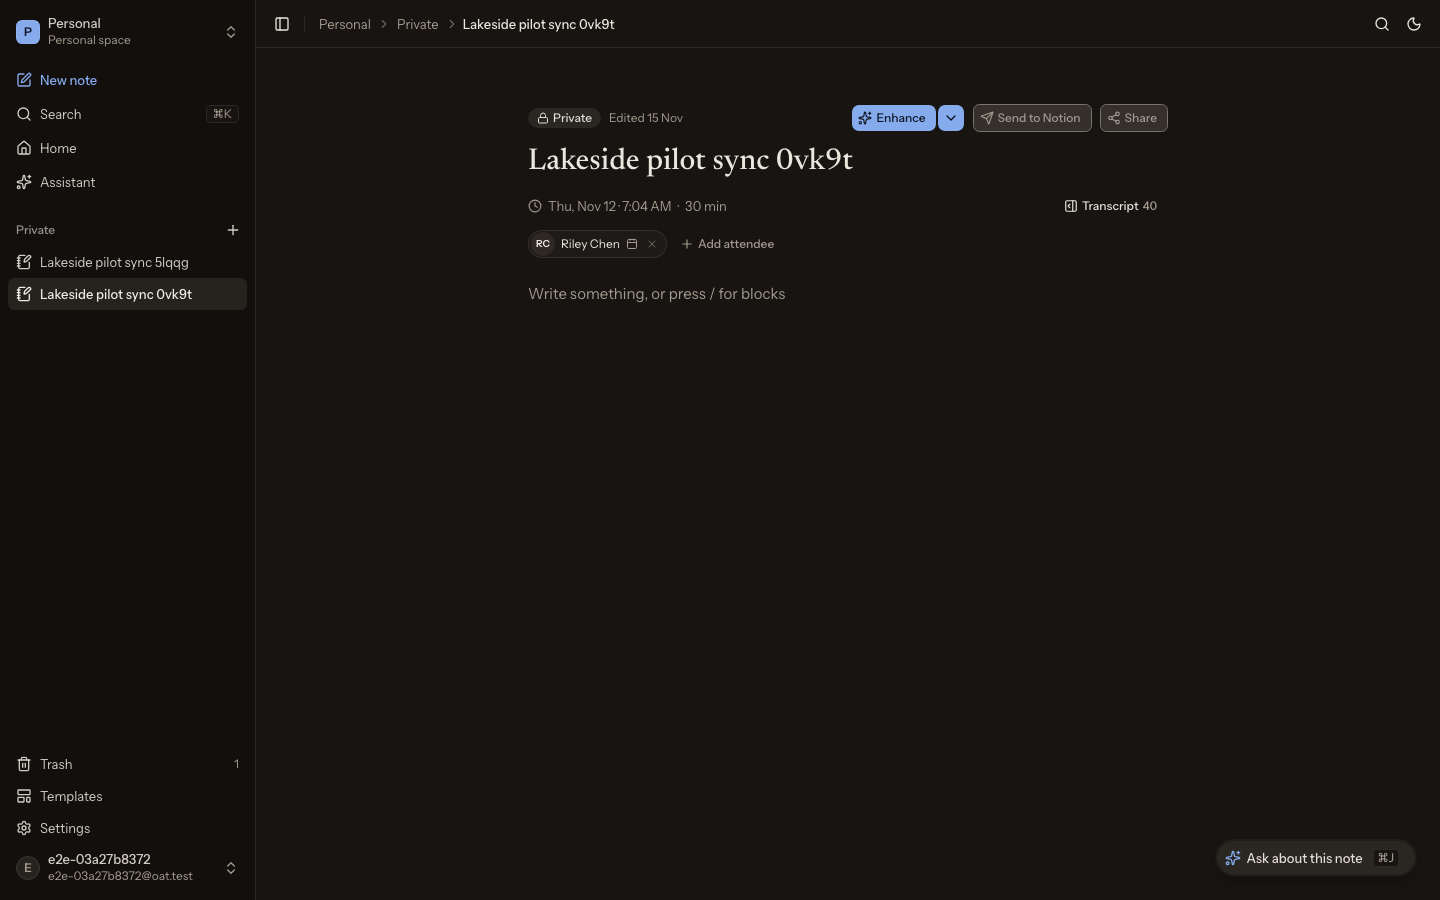 P
Personal
Personal space
New note
Search ⌘K
Home
Assistant
Private
Lakeside pilot sync 5lqqg
Lakeside pilot sync 0vk9t
Trash 1
Templates
Settings
E
e2e-03a27b8372
e2e-03a27b8372@oat.test
Personal Private Lakeside pilot sync 0vk9t
Private Edited 15 Nov Enhance Send to Notion Share
Lakeside pilot sync 0vk9t
Thu, Nov 12 · 7:04 AM · 30 min Transcript 40
RC Riley Chen Add attendee
Write something, or press / for blocks
Ask about this note ⌘J